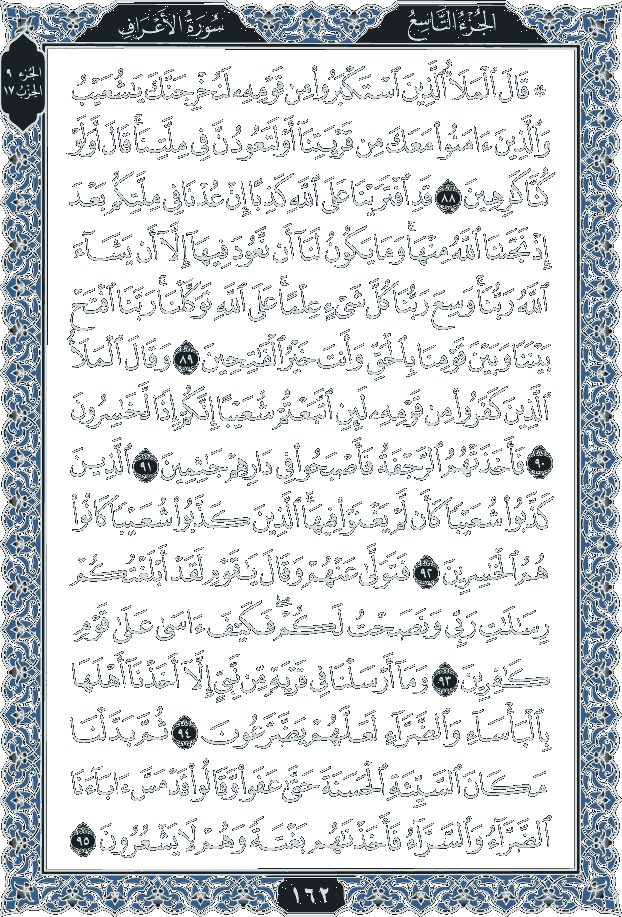 سُورَةُ الأَعْرَافِ
الجُزْءُ التَّاسِعُ
الجزء ٩
الحزب ١٧
۞ قَالَ ٱلْمَلَأُ ٱلَّذِينَ ٱسْتَكْبَرُوا۟ مِن قَوْمِهِۦ لَنُخْرِجَنَّكَ يَـٰشُعَيْبُ
وَٱلَّذِينَ ءَامَنُوا۟ مَعَكَ مِن قَرْيَتِنَآ أَوْ لَتَعُودُنَّ فِى مِلَّتِنَا ۚ قَالَ أَوَلَوْ
كُنَّا كَـٰرِهِينَ ٨٨ قَدِ ٱفْتَرَيْنَا عَلَى ٱللَّهِ كَذِبًا إِنْ عُدْنَا فِى مِلَّتِكُم بَعْدَ
إِذْ نَجَّىٰنَا ٱللَّهُ مِنْهَا ۚ وَمَا يَكُونُ لَنَآ أَن نَّعُودَ فِيهَآ إِلَّآ أَن يَشَآءَ
ٱللَّهُ رَبُّنَا ۚ وَسِعَ رَبُّنَا كُلَّ شَىْءٍ عِلْمًا ۚ عَلَى ٱللَّهِ تَوَكَّلْنَا ۚ رَبَّنَا ٱفْتَحْ
بَيْنَنَا وَبَيْنَ قَوْمِنَا بِٱلْحَقِّ وَأَنتَ خَيْرُ ٱلْفَـٰتِحِينَ ٨٩ وَقَالَ ٱلْمَلَأُ
ٱلَّذِينَ كَفَرُوا۟ مِن قَوْمِهِۦ لَئِنِ ٱتَّبَعْتُمْ شُعَيْبًا إِنَّكُمْ إِذًا لَّخَـٰسِرُونَ
٩٠ فَأَخَذَتْهُمُ ٱلرَّجْفَةُ فَأَصْبَحُوا۟ فِى دَارِهِمْ جَـٰثِمِينَ ٩١ ٱلَّذِينَ
كَذَّبُوا۟ شُعَيْبًا كَأَن لَّمْ يَغْنَوْا۟ فِيهَا ۚ ٱلَّذِينَ كَذَّبُوا۟ شُعَيْبًا كَانُوا۟
هُمُ ٱلْخَـٰسِرِينَ ٩٢ فَتَوَلَّىٰ عَنْهُمْ وَقَالَ يَـٰقَوْمِ لَقَدْ أَبْلَغْتُكُمْ
رِسَـٰلَـٰتِ رَبِّى وَنَصَحْتُ لَكُمْ ۖ فَكَيْفَ ءَاسَىٰ عَلَىٰ قَوْمٍ
كَـٰفِرِينَ ٩٣ وَمَآ أَرْسَلْنَا فِى قَرْيَةٍ مِّن نَّبِىٍّ إِلَّآ أَخَذْنَآ أَهْلَهَا
بِٱلْبَأْسَآءِ وَٱلضَّرَّآءِ لَعَلَّهُمْ يَضَّرَّعُونَ ٩٤ ثُمَّ بَدَّلْنَا
مَكَانَ ٱلسَّيِّئَةِ ٱلْحَسَنَةَ حَتَّىٰ عَفَوا۟ وَّقَالُوا۟ قَدْ مَسَّ ءَابَآءَنَا
ٱلضَّرَّآءُ وَٱلسَّرَّآءُ فَأَخَذْنَـٰهُم بَغْتَةً وَهُمْ لَا يَشْعُرُونَ ٩٥
١٦٢